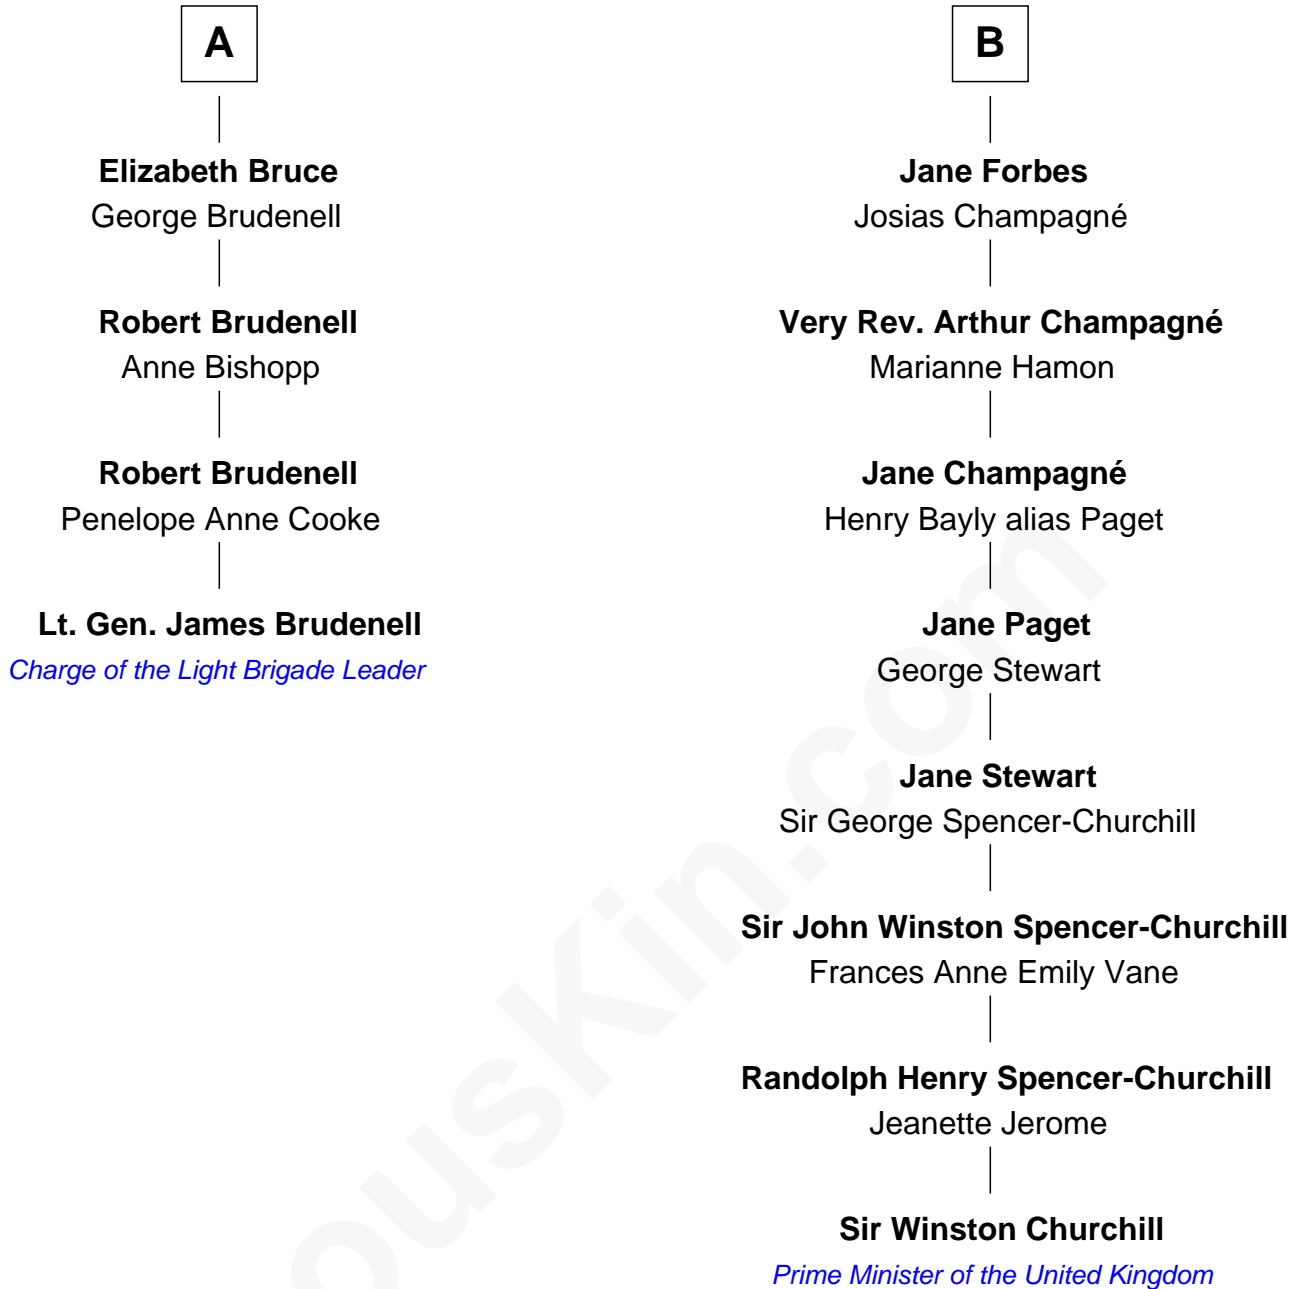 A
Elizabeth Bruce
George Brudenell
Robert Brudenell
Anne Bishopp
Robert Brudenell
Penelope Anne Cooke
Lt. Gen. James Brudenell
Charge of the Light Brigade Leader
B
Jane Forbes
Josias Champagné
Very Rev. Arthur Champagné
Marianne Hamon
Jane Champagné
Henry Bayly alias Paget
Jane Paget
George Stewart
Jane Stewart
Sir George Spencer-Churchill
Sir John Winston Spencer-Churchill
Frances Anne Emily Vane
Randolph Henry Spencer-Churchill
Jeanette Jerome
Sir Winston Churchill
Prime Minister of the United Kingdom
ousKin.com